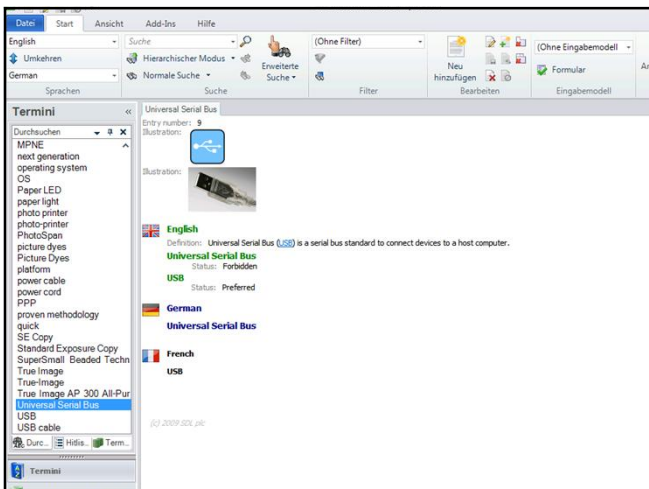 Datei Start Ansicht Add-Ins Hilfe
English
Umkehren
German
Sprachen
Suche
Hierarchischer Modus
Normale Suche
Erweiterte Suche
Suche
(Ohne Filter)
Filter
Neu hinzufügen
Bearbeiten
(Ohne Eingabemodell
Formular
Eingabemodell
Termini
Durchsuchen
MPNE
next generation
operating system
OS
Paper LED
paper light
photo printer
photo-printer
PhotoSpan
picture dyes
Picture Dyes
platform
power cable
power cord
PPP
proven methodology
quick
SE Copy
Standard Exposure Copy
SuperSmall Beaded Techn
True Image
True-Image
True Image AP 300 All-Pur
Universal Serial Bus
USB
USB cable
Durc... Hitlis... Term...
Termini
Universal Serial Bus
Entry number: 9
Illustration:
Illustration:
English
Definition: Universal Serial Bus (USB) is a serial bus standard to connect devices to a host computer.
Universal Serial Bus
Status: Forbidden
USB
Status: Preferred
German
Universal Serial Bus
French
USB
(c) 2009 SDL plc